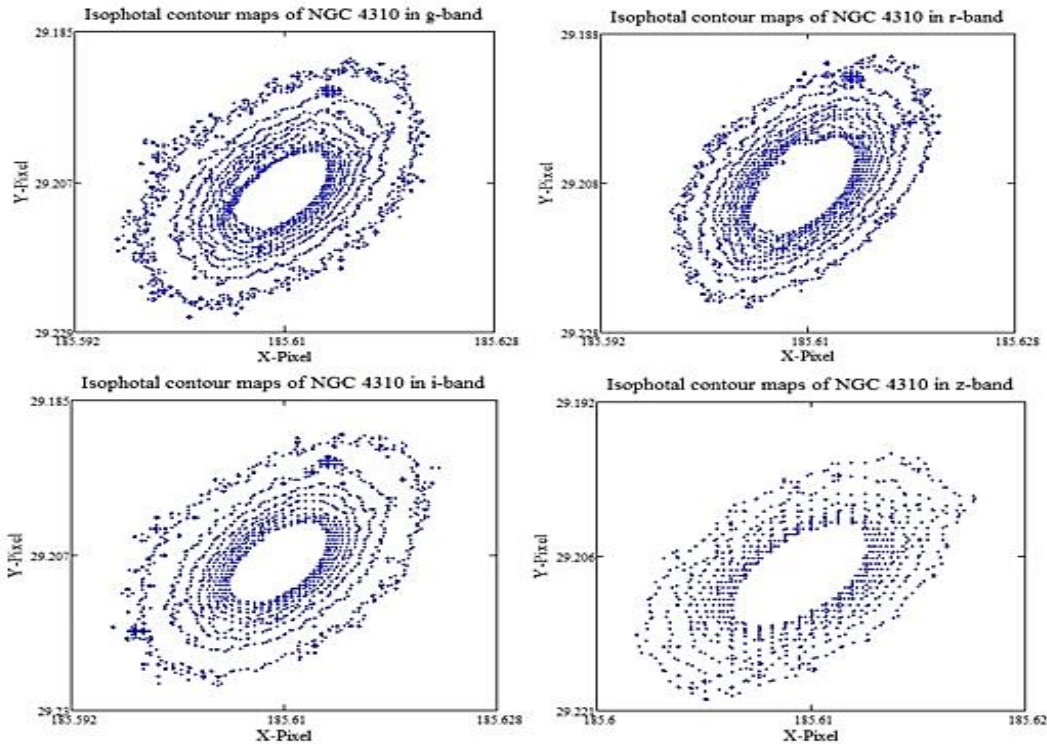 Isophotal contour maps of NGC 4310 in g-band
29.185
Y-Pixel
29.207
29.229
185.592
185.61
185.628
X-Pixel
Isophotal contour maps of NGC 4310 in r-band
29.188
Y-Pixel
29.208
29.228
185.592
185.61
185.628
X-Pixel
Isophotal contour maps of NGC 4310 in i-band
29.185
Y-Pixel
29.207
29.23
185.592
185.61
185.628
X-Pixel
Isophotal contour maps of NGC 4310 in z-band
29.192
Y-Pixel
29.206
185.6
185.61
185.62
X-Pixel